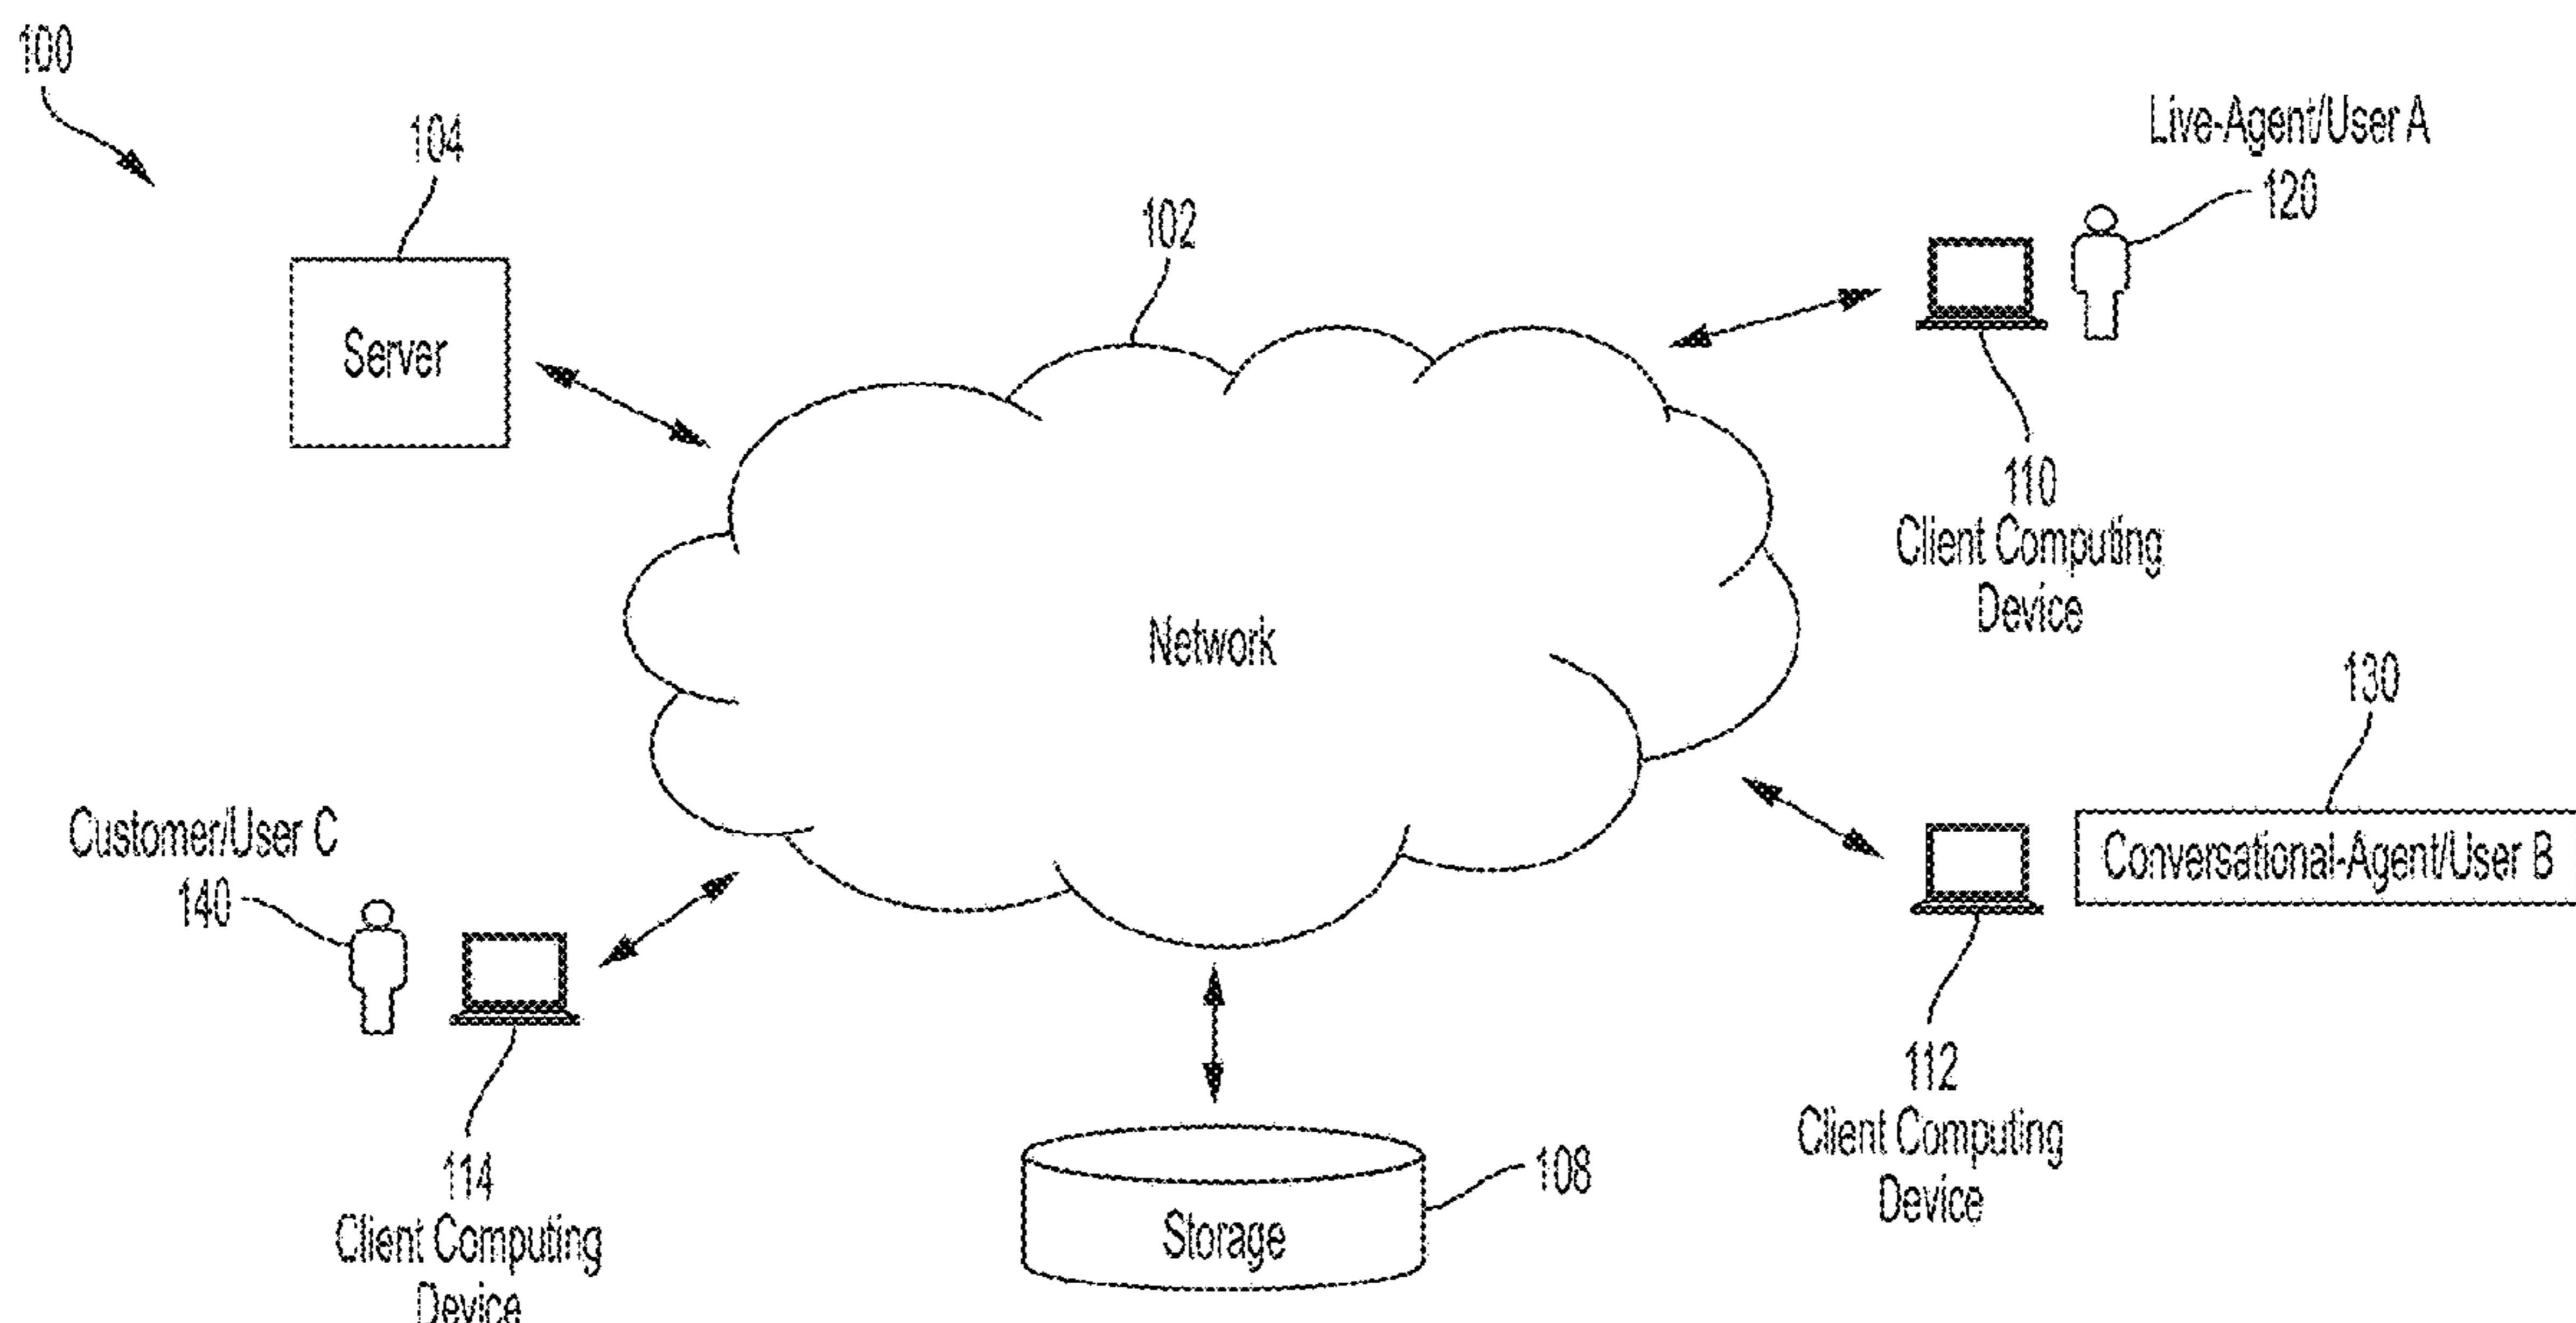 100
104
Server
102
Network
Live-Agent/User A
120
110
Client Computing
Device
130
Conversational-Agent/User B
112
Client Computing
Device
Customer/User C
140
114
Client Computing
Device
108
Storage